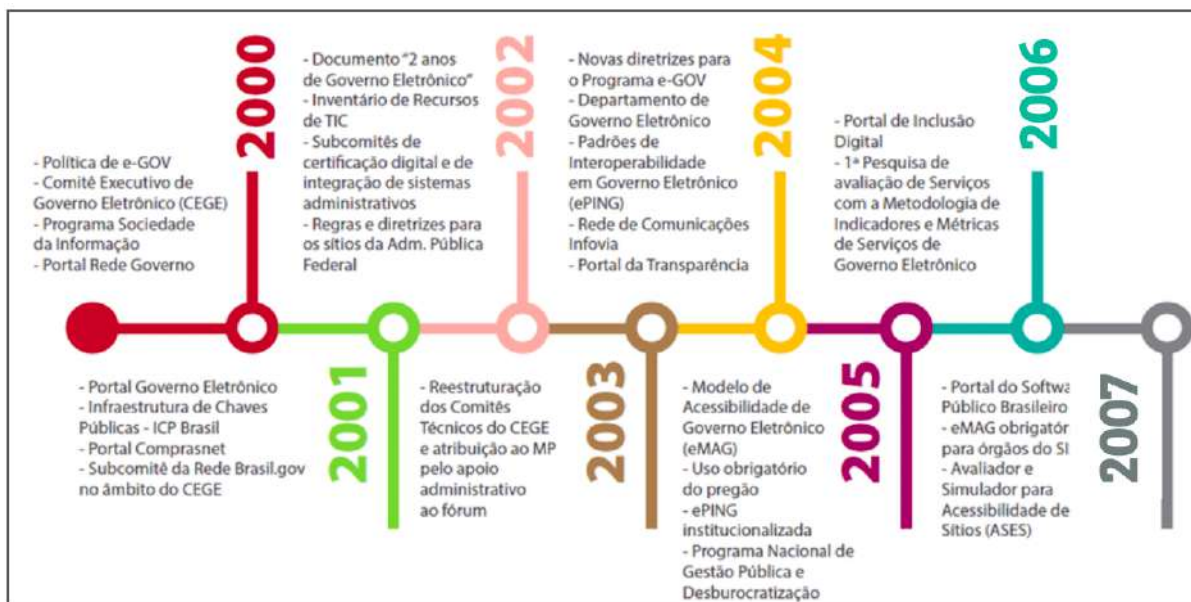 2000
- Política de e-GOV
- Comitê Executivo de
Governo Eletrônico (CEGE)
- Programa Sociedade
da Informação
- Portal Rede Governo
2001
- Portal Governo Eletrônico
- Infraestrutura de Chaves
Públicas - ICP Brasil
- Portal Comprasnet
- Subcomitê da Rede Brasil.gov
no âmbito do CEGE
2002
- Documento "2 anos
de Governo Eletrônico"
- Inventário de Recursos
de TIC
- Subcomitês de
certificação digital e de
integração de sistemas
administrativos
- Regras e diretrizes para
os sítios da Adm. Pública
Federal
2003
- Reestruturação
dos Comitês
Técnicos do CEGE
e atribuição ao MP
pelo apoio
administrativo
ao fórum
2004
- Novas diretrizes para
o Programa e-GOV
- Departamento de
Governo Eletrônico
- Padrões de
Interoperabilidade
em Governo Eletrônico
(ePING)
- Rede de Comunicações
Infovia
- Portal da Transparência
2005
- Modelo de
Acessibilidade de
Governo Eletrônico
(eMAG)
- Uso obrigatório
do pregão
- ePING
institucionalizada
- Programa Nacional de
Gestão Pública e
Desburocratização
2006
- Portal de Inclusão
Digital
- 1ª Pesquisa de
avaliação de Serviços
com a Metodologia de
Indicadores e Métricas
de Serviços de
Governo Eletrônico
2007
- Portal do Softwa
Público Brasileiro
- eMAG obrigatór
para órgãos do SI
- Avaliador e
Simulador para
Acessibilidade de
Sítios (ASES)